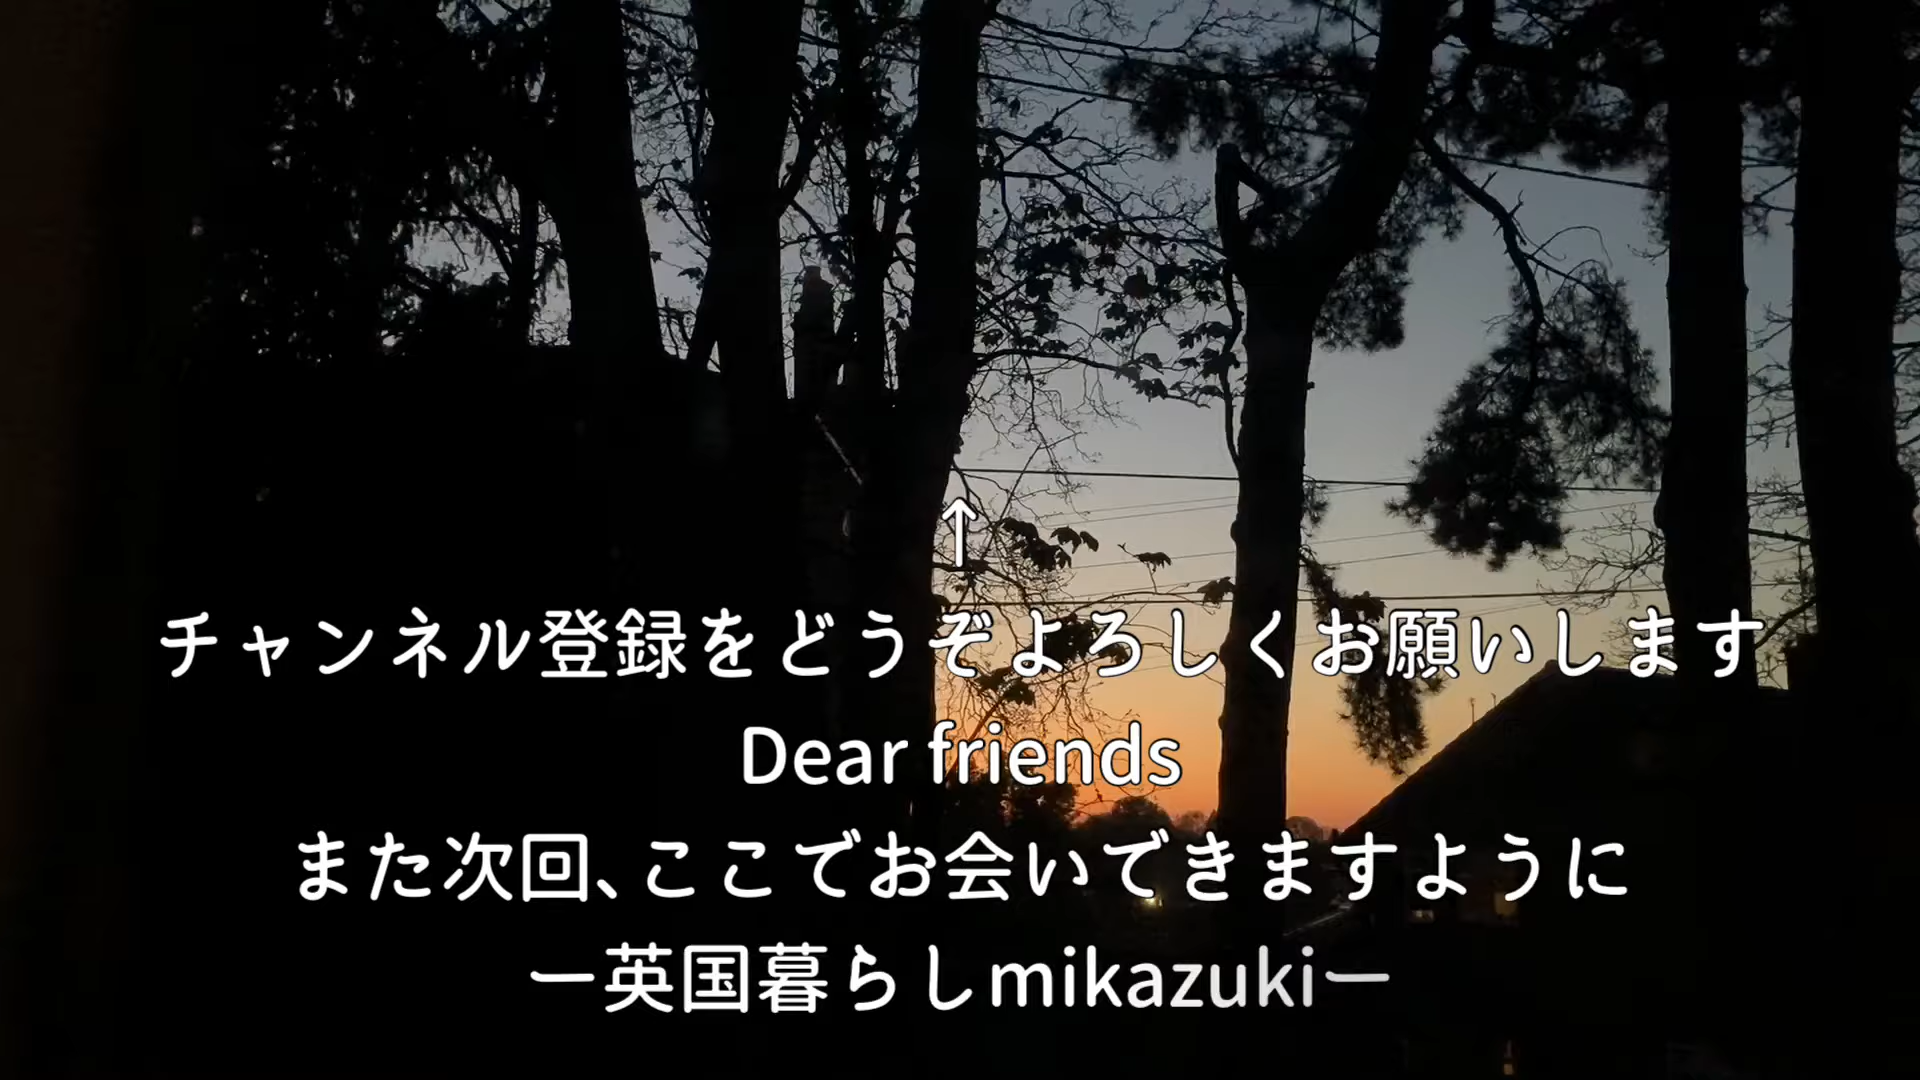 ↑
チャンネル登録をどうぞよろしくお願いします
Dear friends
また次回、ここでお会いできますように
ー英国暮らしmikazukiー